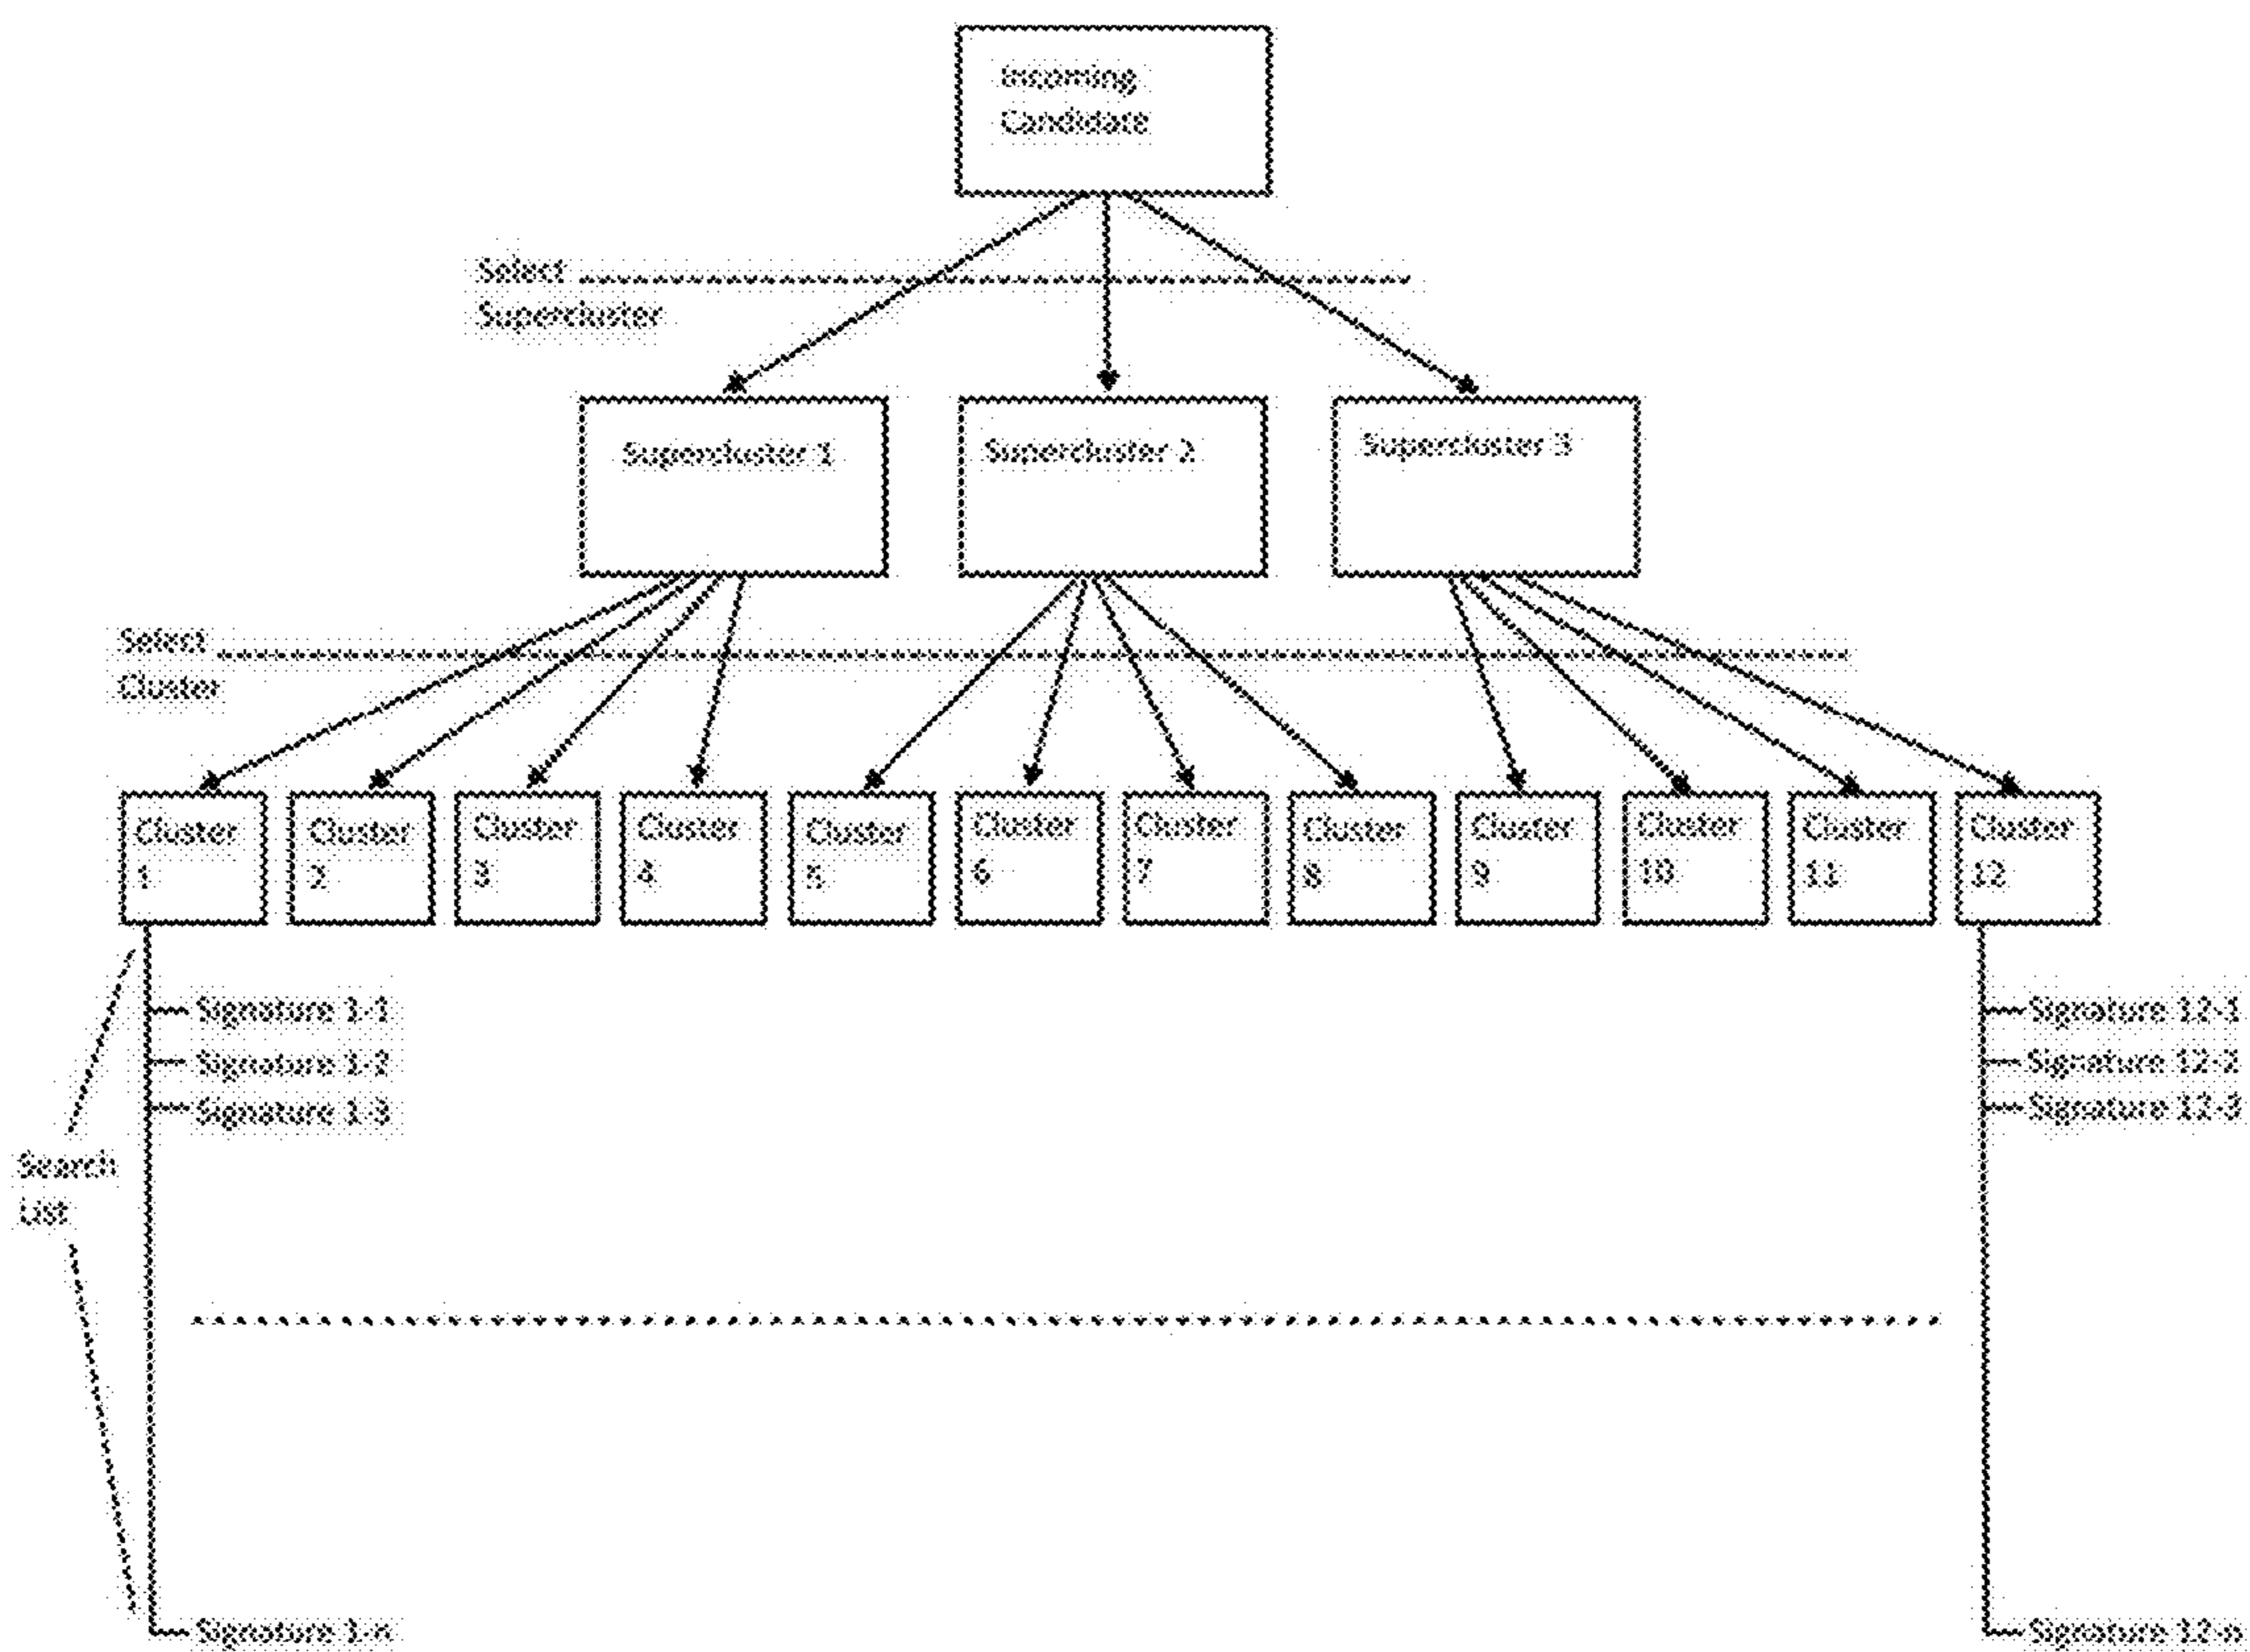 Incoming
Candidate
Select
Supercluster
Supercluster 1
Supercluster 2
Supercluster 3
Select
Cluster
Cluster
1
Cluster
2
Cluster
3
Cluster
4
Cluster
5
Cluster
6
Cluster
7
Cluster
8
Cluster
9
Cluster
10
Cluster
11
Cluster
12
Signature 1-1
Signature 1-2
Signature 1-3
Search
List
Signature 1-n
Signature 12-1
Signature 12-2
Signature 12-3
Signature 12-n